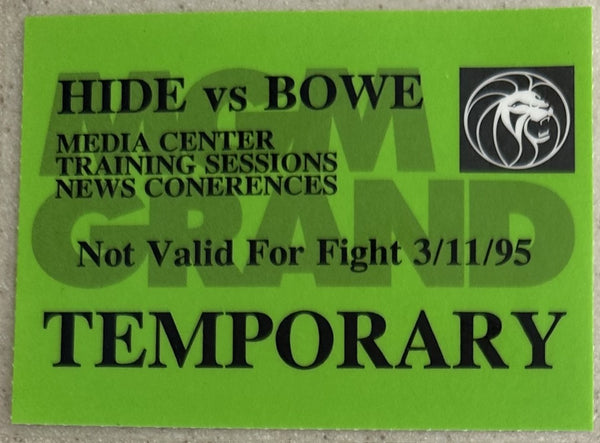 HIDE vs BOWE
MEDIA CENTER
TRAINING SESSIONS
NEWS CONERENCES
MGM
GRAND
Not Valid For Fight 3/11/95
TEMPORARY